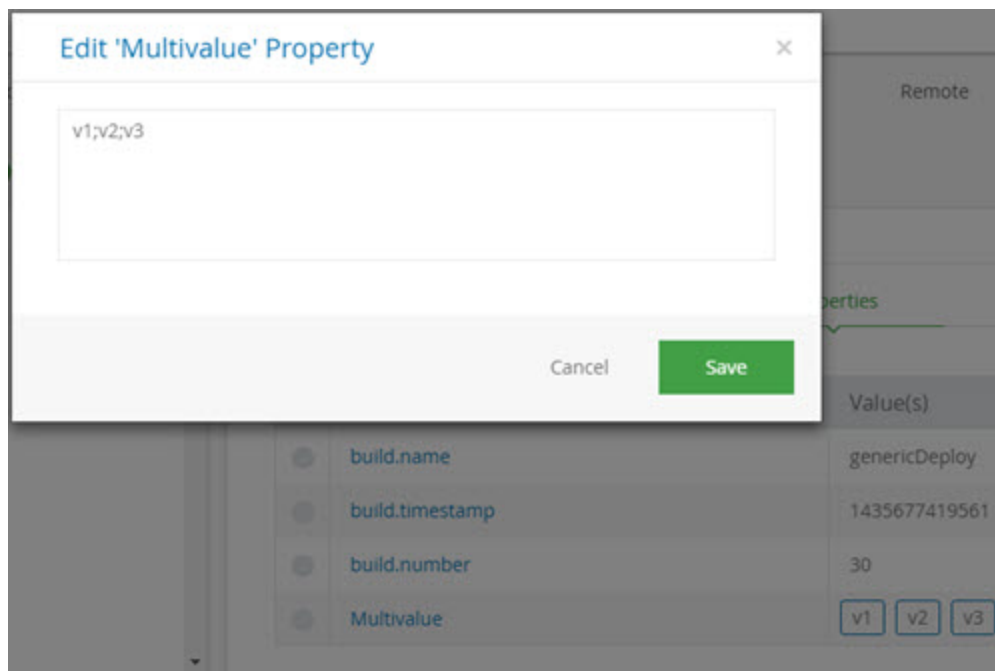 Edit 'Multivalue' Property ×
v1;v2;v3
Cancel Save
Remote
perties
Value(s)
build.name genericDeploy
build.timestamp 1435677419561
build.number 30
Multivalue v1 v2 v3